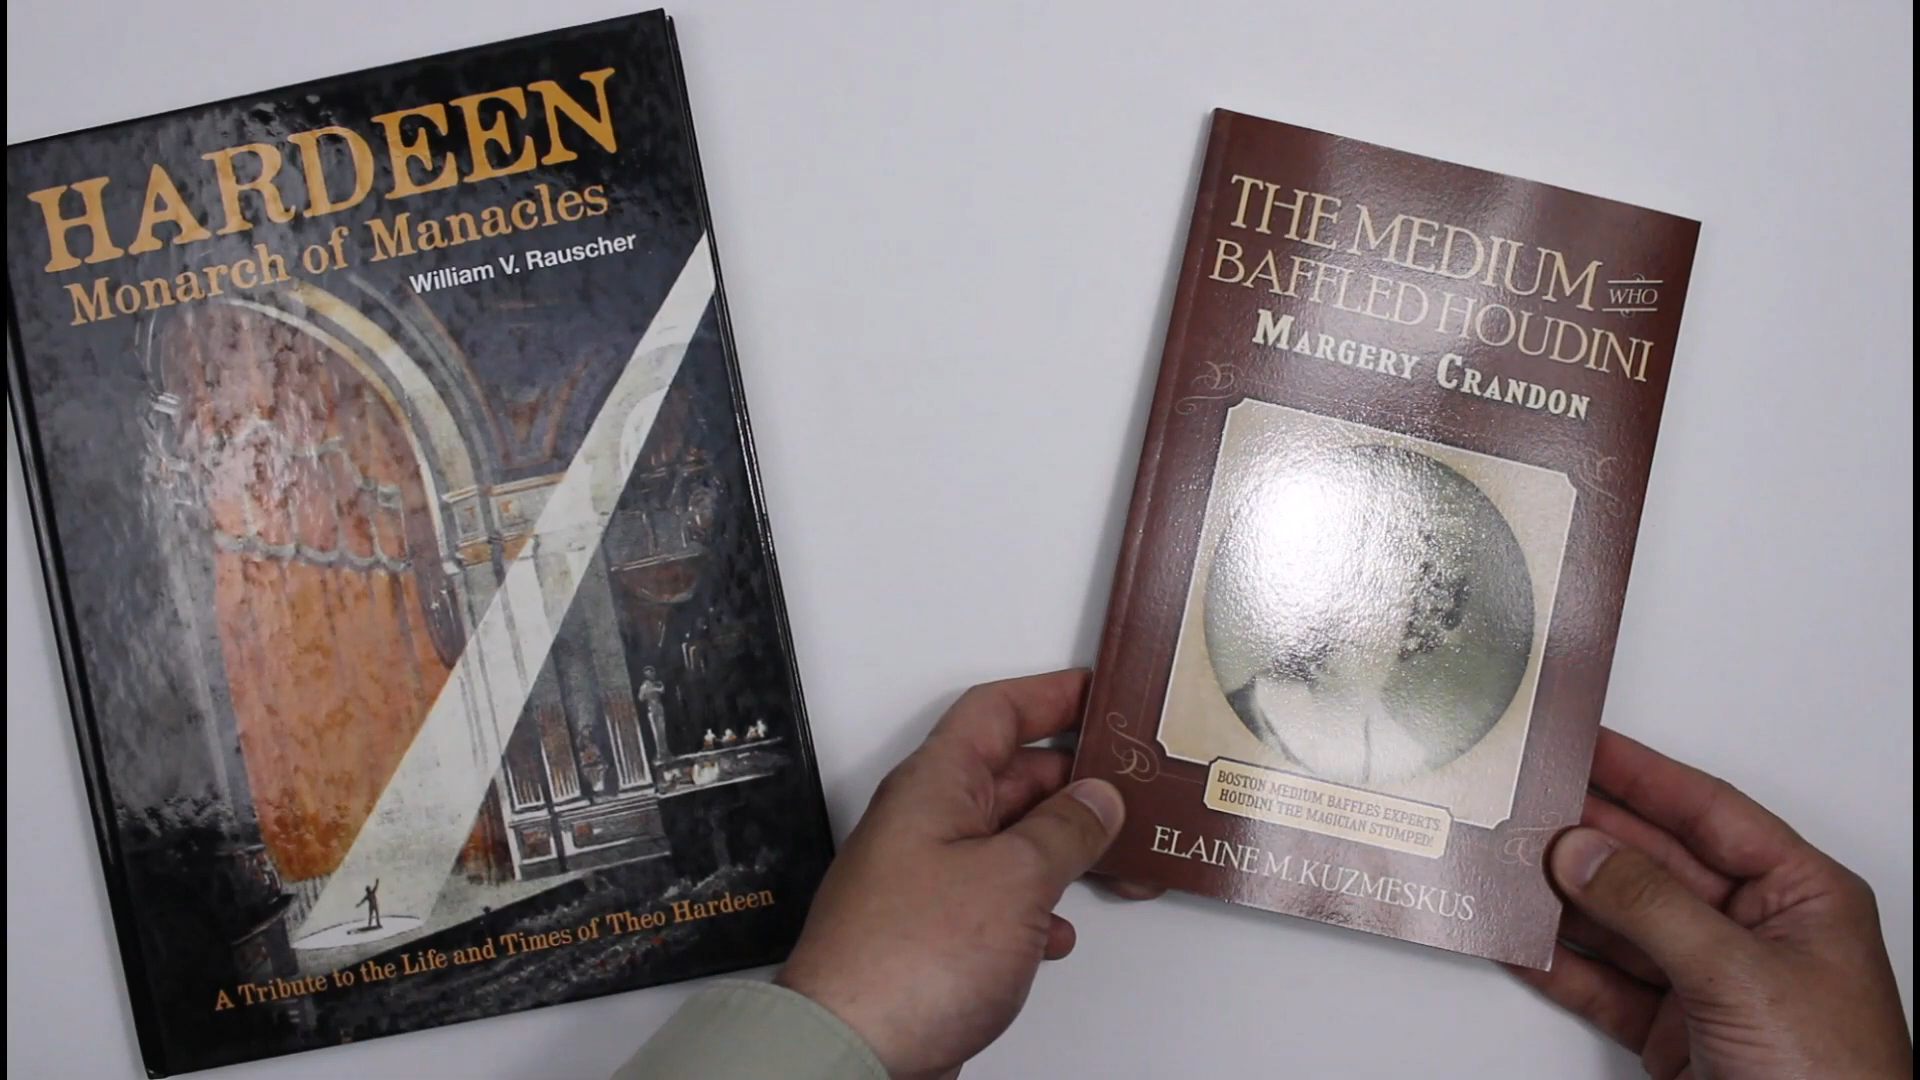 HARDEEN
Monarch of Manacles
William V. Rauscher
A Tribute to the Life and Times of Theo Hardeen
THE MEDIUM WHO
BAFFLED HOUDINI
MARGERY CRANDON
BOSTON MEDIUM BAFFLES EXPERTS.
HOUDINI THE MAGICIAN STUMPED!
ELAINE M. KUZMESKUS